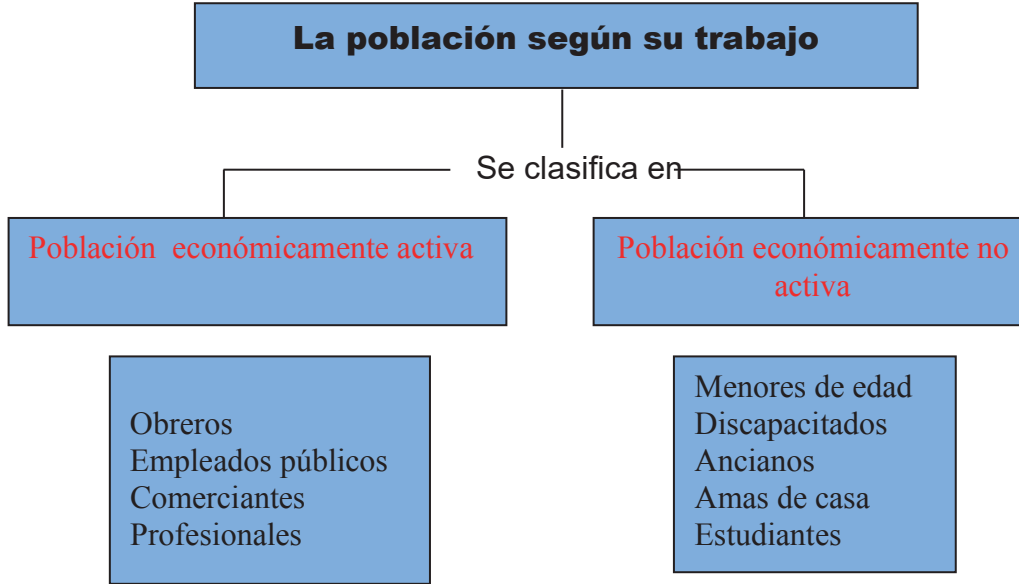 La población según su trabajo
Se clasifica en
Población económicamente activa
Población económicamente no
activa
Obreros
Empleados públicos
Comerciantes
Profesionales
Menores de edad
Discapacitados
Ancianos
Amas de casa
Estudiantes